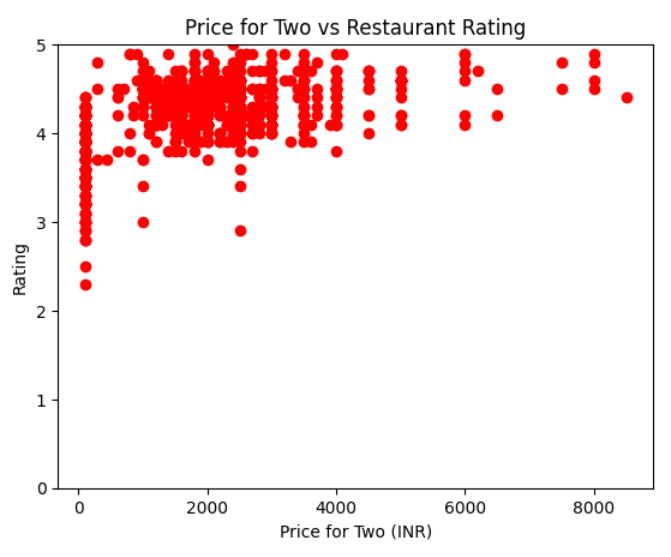 Price for Two vs Restaurant Rating
5
4
3
2
1
0
Rating
0 2000 4000 6000 8000
Price for Two (INR)